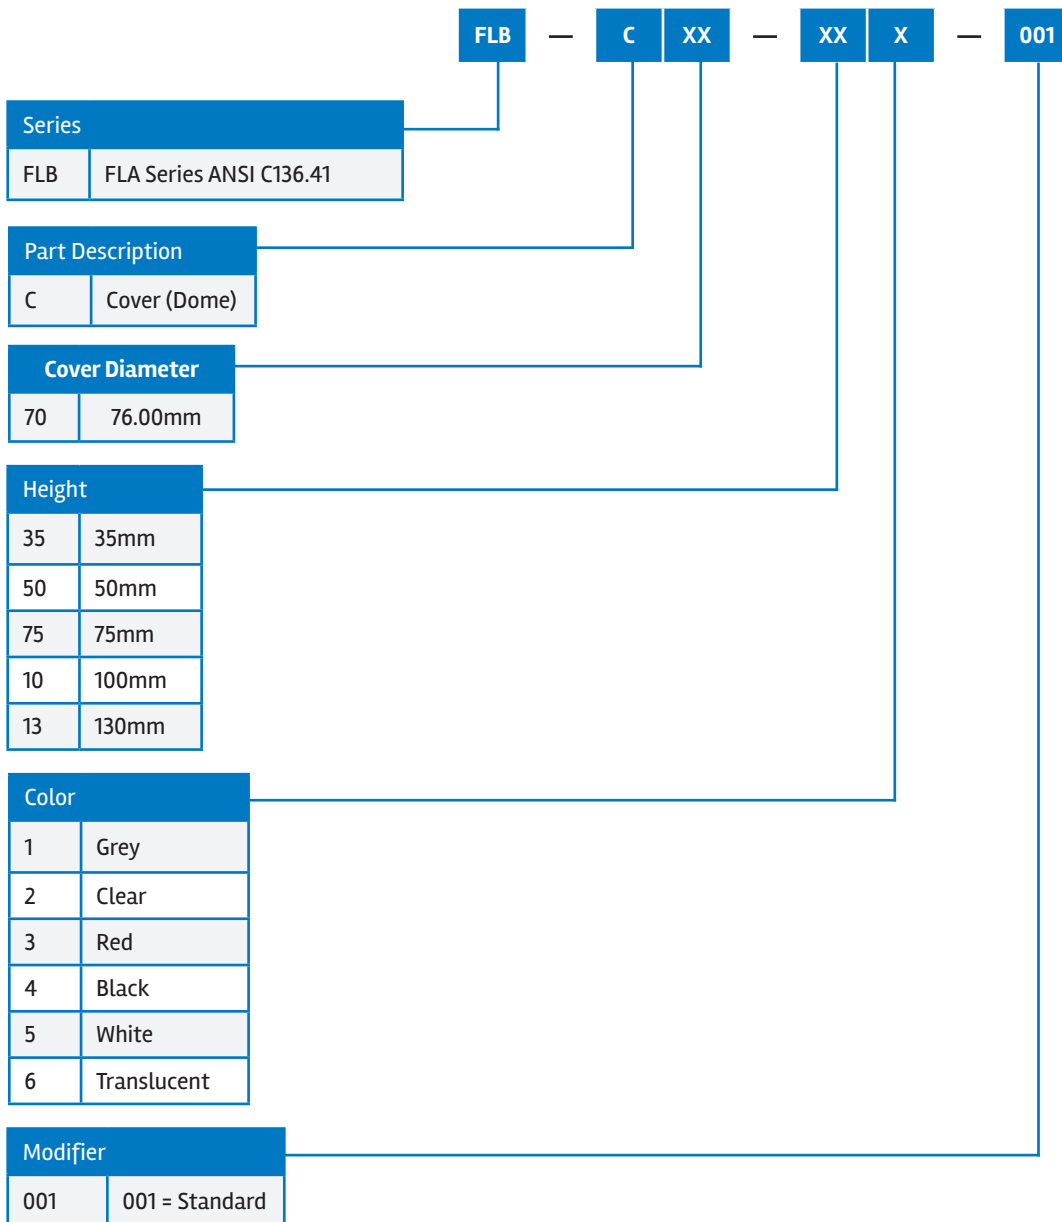 FLB — C XX — XX X — 001
Series
FLB FLA Series ANSI C136.41
Part Description
C Cover (Dome)
Cover Diameter
70 76.00mm
Height
35 35mm
50 50mm
75 75mm
10 100mm
13 130mm
Color
1 Grey
2 Clear
3 Red
4 Black
5 White
6 Translucent
Modifier
001 001 = Standard